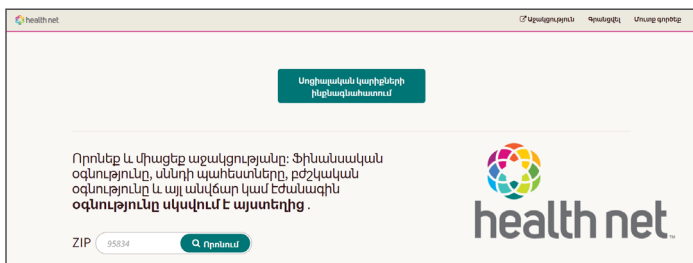 health net
Աջակցություն Գրանցվել Մուտք գործեք
Սոցիալական կարիքների
ինքնագնահատում
Որոնեք և միացեք աջակցությանը: Ֆինանսական
օգնությունը, սննդի պահեստները, բժշկական
օգնությունը և այլ անվճար կամ էժանագին
օգնությունը սկսվում է այստեղից .
health net
ZIP 95834 Որոնում